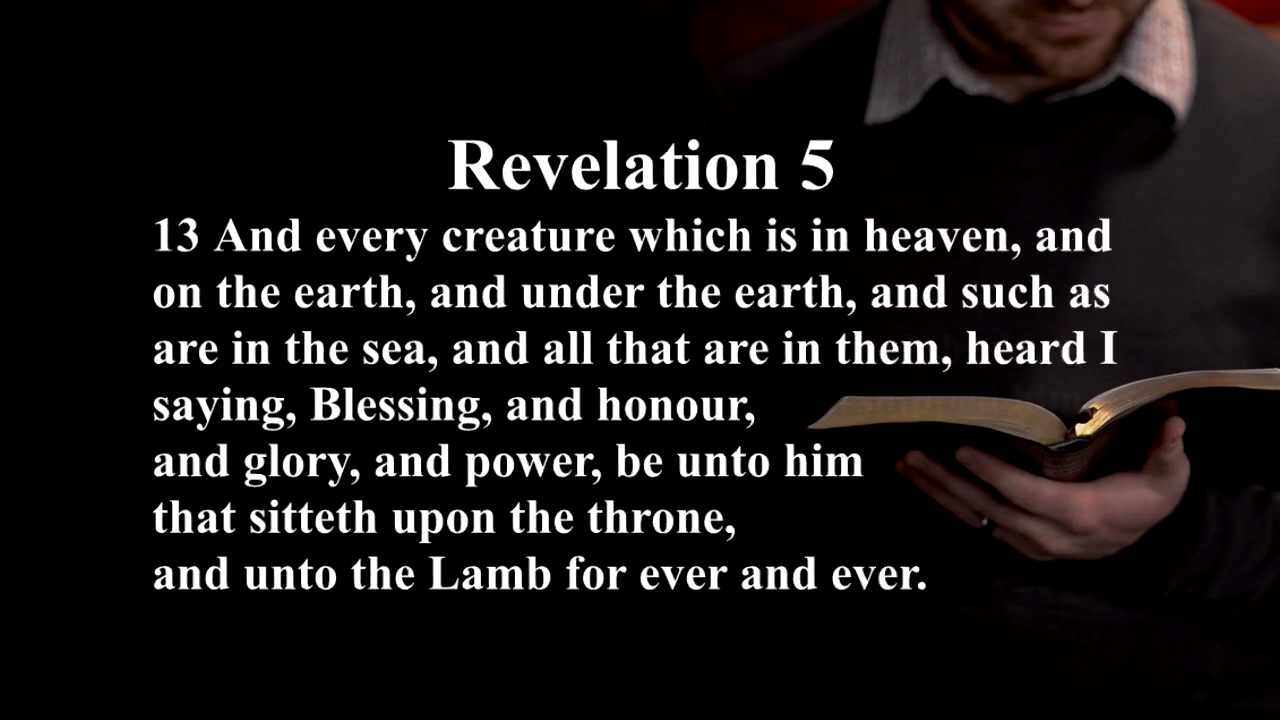 Revelation 5
13 And every creature which is in heaven, and
on the earth, and under the earth, and such as
are in the sea, and all that are in them, heard I
saying, Blessing, and honour,
and glory, and power, be unto him
that sitteth upon the throne,
and unto the Lamb for ever and ever.